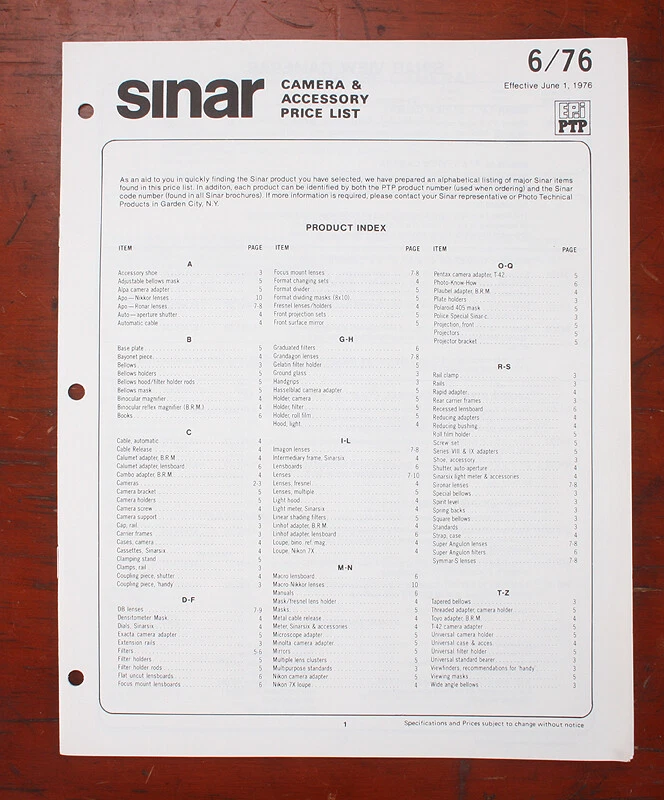 6/76
Effective June 1, 1976
sinar
CAMERA &
ACCESSORY
PRICE LIST
EPi
PTP
As an aid to you in quickly finding the Sinar product you have selected, we have prepared an alphabetical listing of major Sinar items
found in this price list. In additon, each product can be identified by both the PTP product number (used when ordering) and the Sinar
code number (found in all Sinar brochures). If more information is required, please contact your Sinar representative or Photo Technical
Products in Garden City, N.Y.
PRODUCT INDEX
ITEM PAGE
A
Accessory shoe 3
Adjustable bellows mask 5
Alpa camera adapter 5
Apo—Nikkor lenses 10
Apo—Ronar lenses 7-8
Auto—aperture shutter 4
Automatic cable 4
B
Base plate 5
Bayonet piece 4
Bellows 3
Bellows holders 5
Bellows hood/filter holder rods 5
Bellows mask 5
Binocular magnifier 4
Binocular reflex magnifier (B.R.M.) 4
Books 6
C
Cable, automatic 4
Cable Release 4
Calumet adapter, B.R.M. 4
Calumet adapter, lensboard 6
Cambo adapter, B.R.M. 4
Cameras 2-3
Camera bracket 5
Camera holders 5
Camera screw 4
Camera support 5
Cap, rail 3
Carrier frames 3
Cases, camera 4
Cassettes, Sinarsix 4
Clamping stand 5
Clamps, rail 3
Coupling piece, shutter 4
Coupling piece, 'handy 3
D-F
DB lenses 7-9
Densitometer Mask 4
Dials, Sinarsix 4
Exacta camera adapter 5
Extension rails 3
Filters 5-6
Filter holders 5
Filter holder rods 5
Flat uncut lensboards 6
Focus mount lensboards 6
ITEM PAGE
Focus mount lenses 7-8
Format changing sets 4
Format divider 5
Format dividing masks (8x10) 5
Fresnel lenses/holders 4
Front projection sets 5
Front surface mirror 5
G-H
Graduated filters 6
Grandagon lenses 7-8
Gelatin filter holder 5
Ground glass 3
Handgrips 3
Hasselblad camera adapter 5
Holder, camera 5
Holder, filter 5
Holder, roll film 5
Hood, light 4
I-L
Imagon lenses 7-8
Intermediary frame, Sinarsix 4
Lensboards 6
Lenses 7-10
Lenses, fresnel 4
Lenses, multiple 5
Light hood 4
Light meter, Sinarsix 4
Linear shading filters 5
Linhof adapter, B.R.M. 4
Linhof adapter, lensboard 6
Loupe, bino. ref. mag. 4
Loupe, Nikon 7X 4
M-N
Macro lensboard 6
Macro-Nikkor lenses 10
Manuals 6
Mask/fresnel lens holder 4
Masks 5
Metal cable release 4
Meter, Sinarsix & accessories 4
Microscope adapter 5
Minolta camera adapter 5
Mirrors 5
Multiple lens clusters 5
Multipurpose standards 3
Nikon camera adapter 5
Nikon 7X loupe 4
ITEM PAGE
O-Q
Pentax camera adapter, T-42 5
Photo-Know-How 6
Plaubel adapter, B.R.M. 4
Plate holders 3
Polaroid 405 mask 5
Police Special Sinar-c 3
Projection, front 5
Projectors 5
Projector bracket 5
R-S
Rail clamp 3
Rails 3
Rapid adapter 4
Rear carrier frames 3
Recessed lensboard 6
Reducing adapters 4
Reducing bushing 4
Roll film holder 5
Screw set 5
Series VIII & IX adapters 5
Shoe, accessory 3
Shutter, auto-aperture 4
Sinarsix light meter & accessories 4
Sironar lenses 7-8
Special bellows 3
Spirit level 3
Spring backs 3
Square bellows 3
Standards 3
Strap, case 4
Super Angulon lenses 7-8
Super Angulon filters 6
Symmar-S lenses 7-8
T-Z
Tapered bellows 3
Threaded adapter, camera holder 5
Toyo adapter, B.R.M. 4
T-42 camera adapter 5
Universal camera holder 5
Universal case & acces. 4
Universal filter holder 5
Universal standard bearer 3
Viewfinders, recommendations for 'handy 3
Viewing masks 5
Wide angle bellows 3
1
Specifications and Prices subject to change without notice